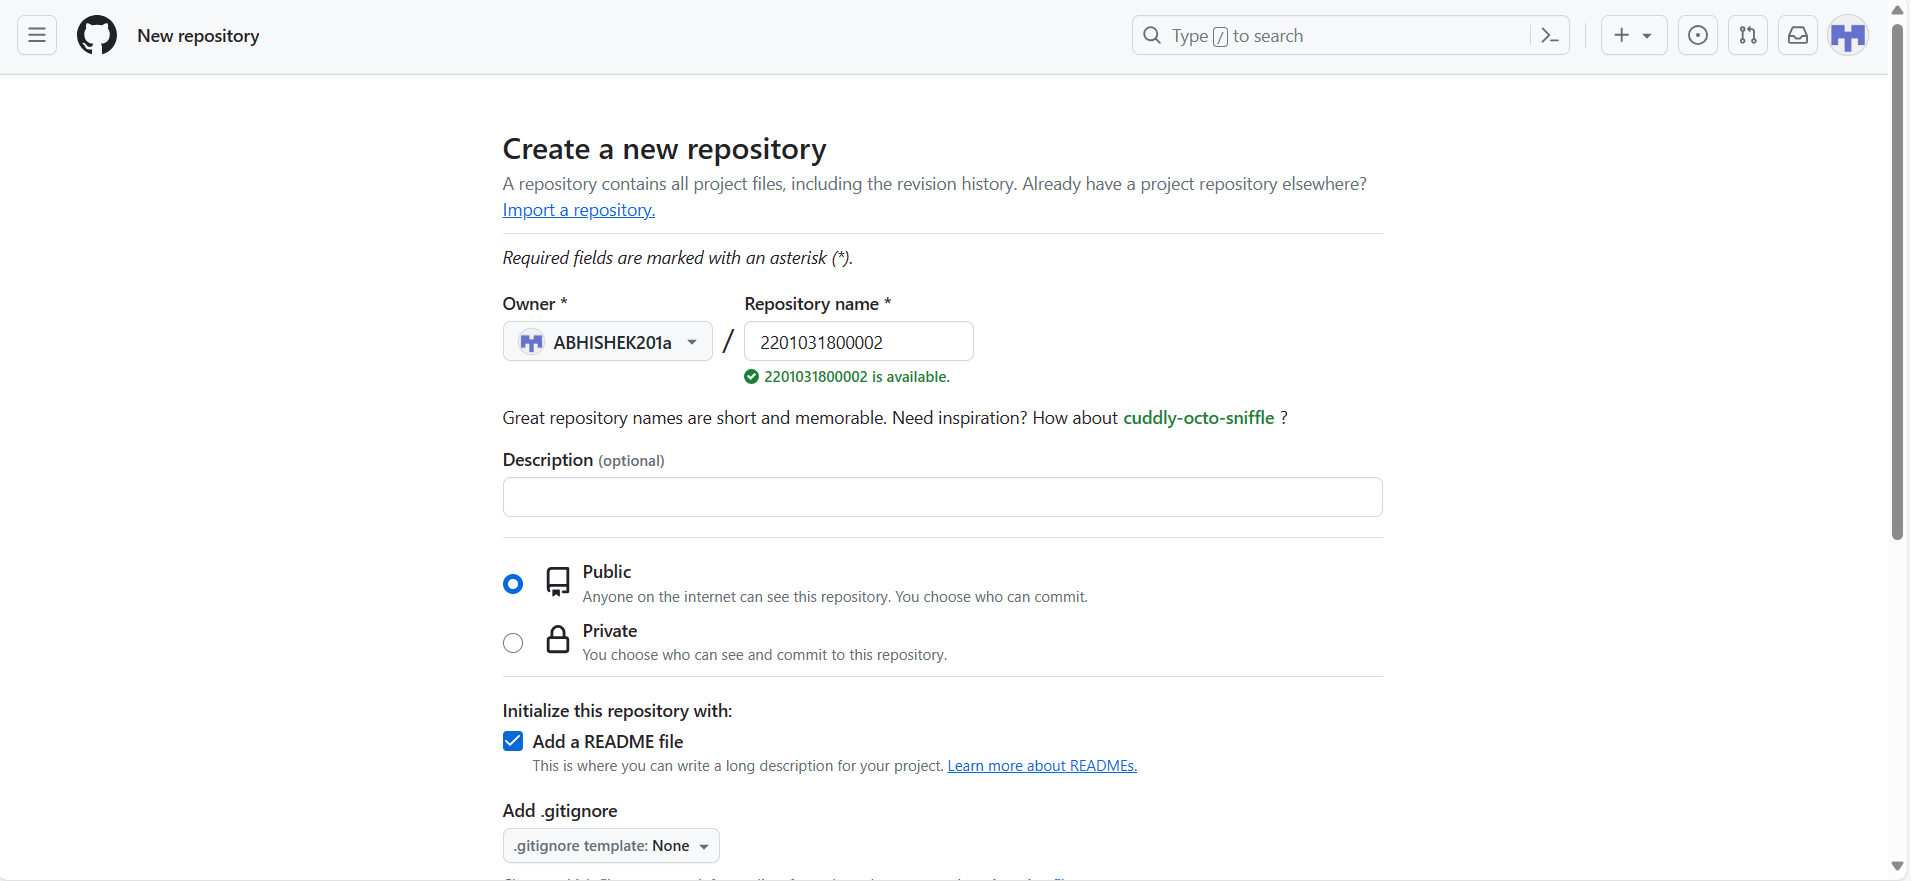 New repository
Type / to search
Create a new repository
A repository contains all project files, including the revision history. Already have a project repository elsewhere?
Import a repository.
Required fields are marked with an asterisk (*).
Owner *
Repository name *
ABHISHEK201a
/
2201031800002
2201031800002 is available.
Great repository names are short and memorable. Need inspiration? How about cuddly-octo-sniffle ?
Description (optional)
Public
Anyone on the internet can see this repository. You choose who can commit.
Private
You choose who can see and commit to this repository.
Initialize this repository with:
Add a README file
This is where you can write a long description for your project. Learn more about READMEs.
Add .gitignore
.gitignore template: None